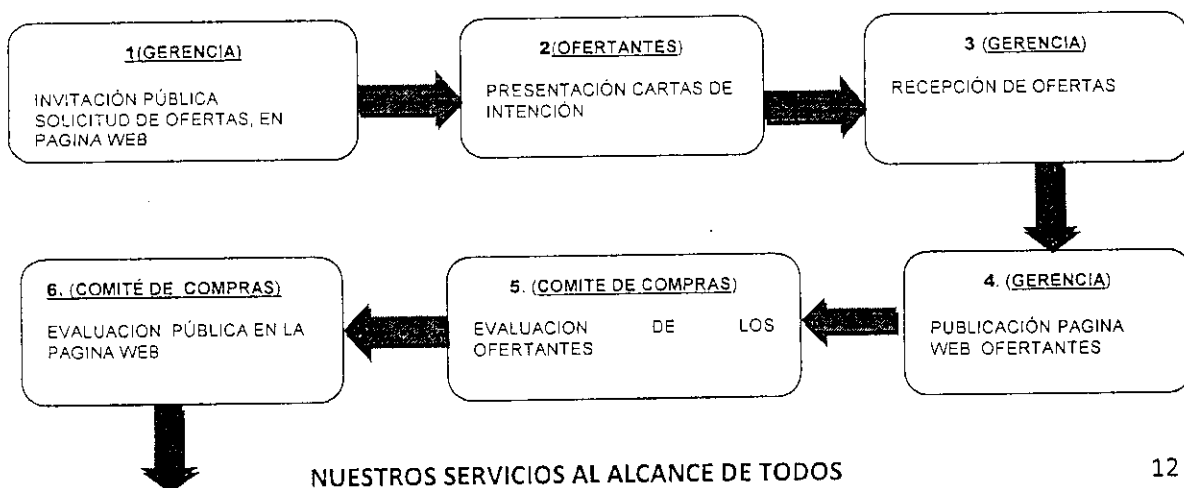 1(GERENCIA)
INVITACIÓN PÚBLICA
SOLICITUD DE OFERTAS, EN
PAGINA WEB
2(OFERTANTES)
PRESENTACIÓN CARTAS DE
INTENCIÓN
3 (GERENCIA)
RECEPCIÓN DE OFERTAS
4. (GERENCIA)
PUBLICACIÓN PAGINA
WEB OFERTANTES
5. (COMITE DE COMPRAS)
EVALUACION DE LOS
OFERTANTES
6. (COMITÉ DE COMPRAS)
EVALUACION PÚBLICA EN LA
PAGINA WEB
NUESTROS SERVICIOS AL ALCANCE DE TODOS
12